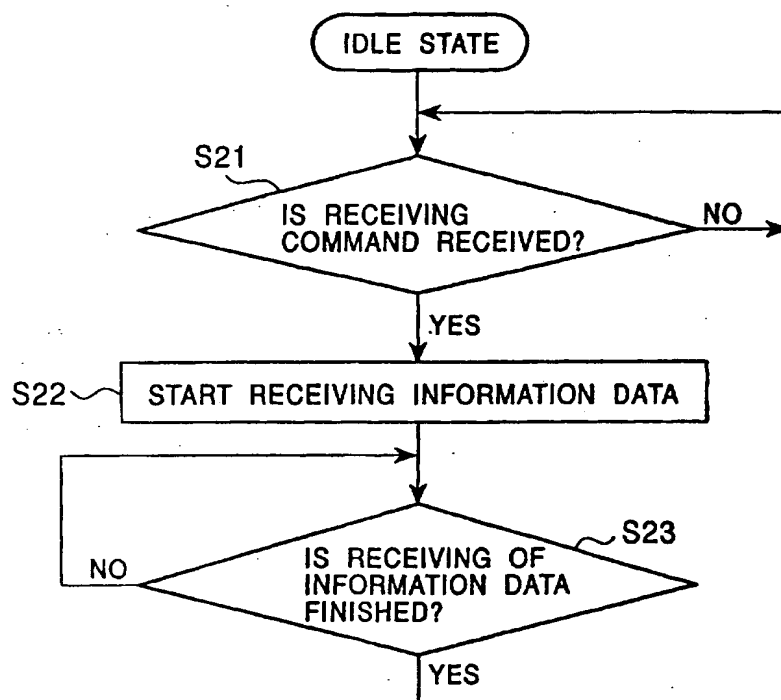 IDLE STATE
S21
IS RECEIVING
COMMAND RECEIVED?
NO
YES
S22
START RECEIVING INFORMATION DATA
S23
IS RECEIVING OF
INFORMATION DATA
FINISHED?
NO
YES